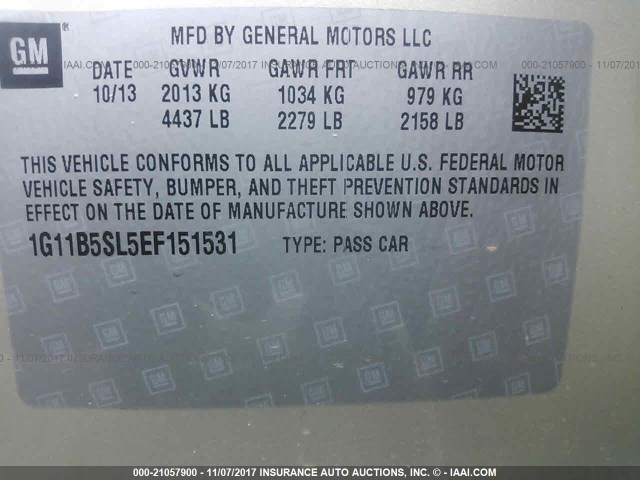 GM
MFD BY GENERAL MOTORS LLC
DATE GVWR GAWR FRT GAWR RR
10/13 2013 KG 1034 KG 979 KG
4437 LB 2279 LB 2158 LB
THIS VEHICLE CONFORMS TO ALL APPLICABLE U.S. FEDERAL MOTOR
VEHICLE SAFETY, BUMPER, AND THEFT PREVENTION STANDARDS IN
EFFECT ON THE DATE OF MANUFACTURE SHOWN ABOVE.
1G11B5SL5EF151531 TYPE: PASS CAR
000-21057900 - 11/07/2017 - Insurance Auto Auctions, Inc. - IAAI.com